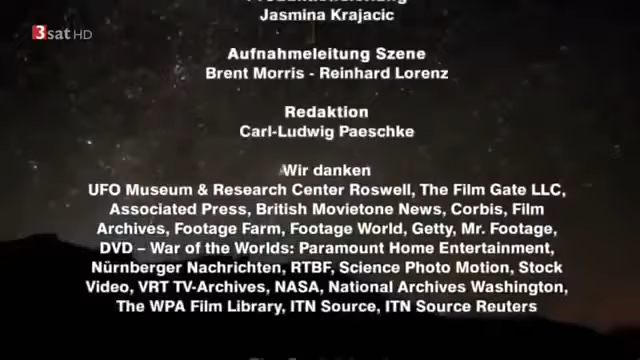 3sat HD
Jasmina Krajacic
Aufnahmeleitung Szene
Brent Morris - Reinhard Lorenz
Redaktion
Carl-Ludwig Paeschke
Wir danken
UFO Museum & Research Center Roswell, The Film Gate LLC,
Associated Press, British Movietone News, Corbis, Film
Archives, Footage Farm, Footage World, Getty, Mr. Footage,
DVD – War of the Worlds: Paramount Home Entertainment,
Nürnberger Nachrichten, RTBF, Science Photo Motion, Stock
Video, VRT TV-Archives, NASA, National Archives Washington,
The WPA Film Library, ITN Source, ITN Source Reuters